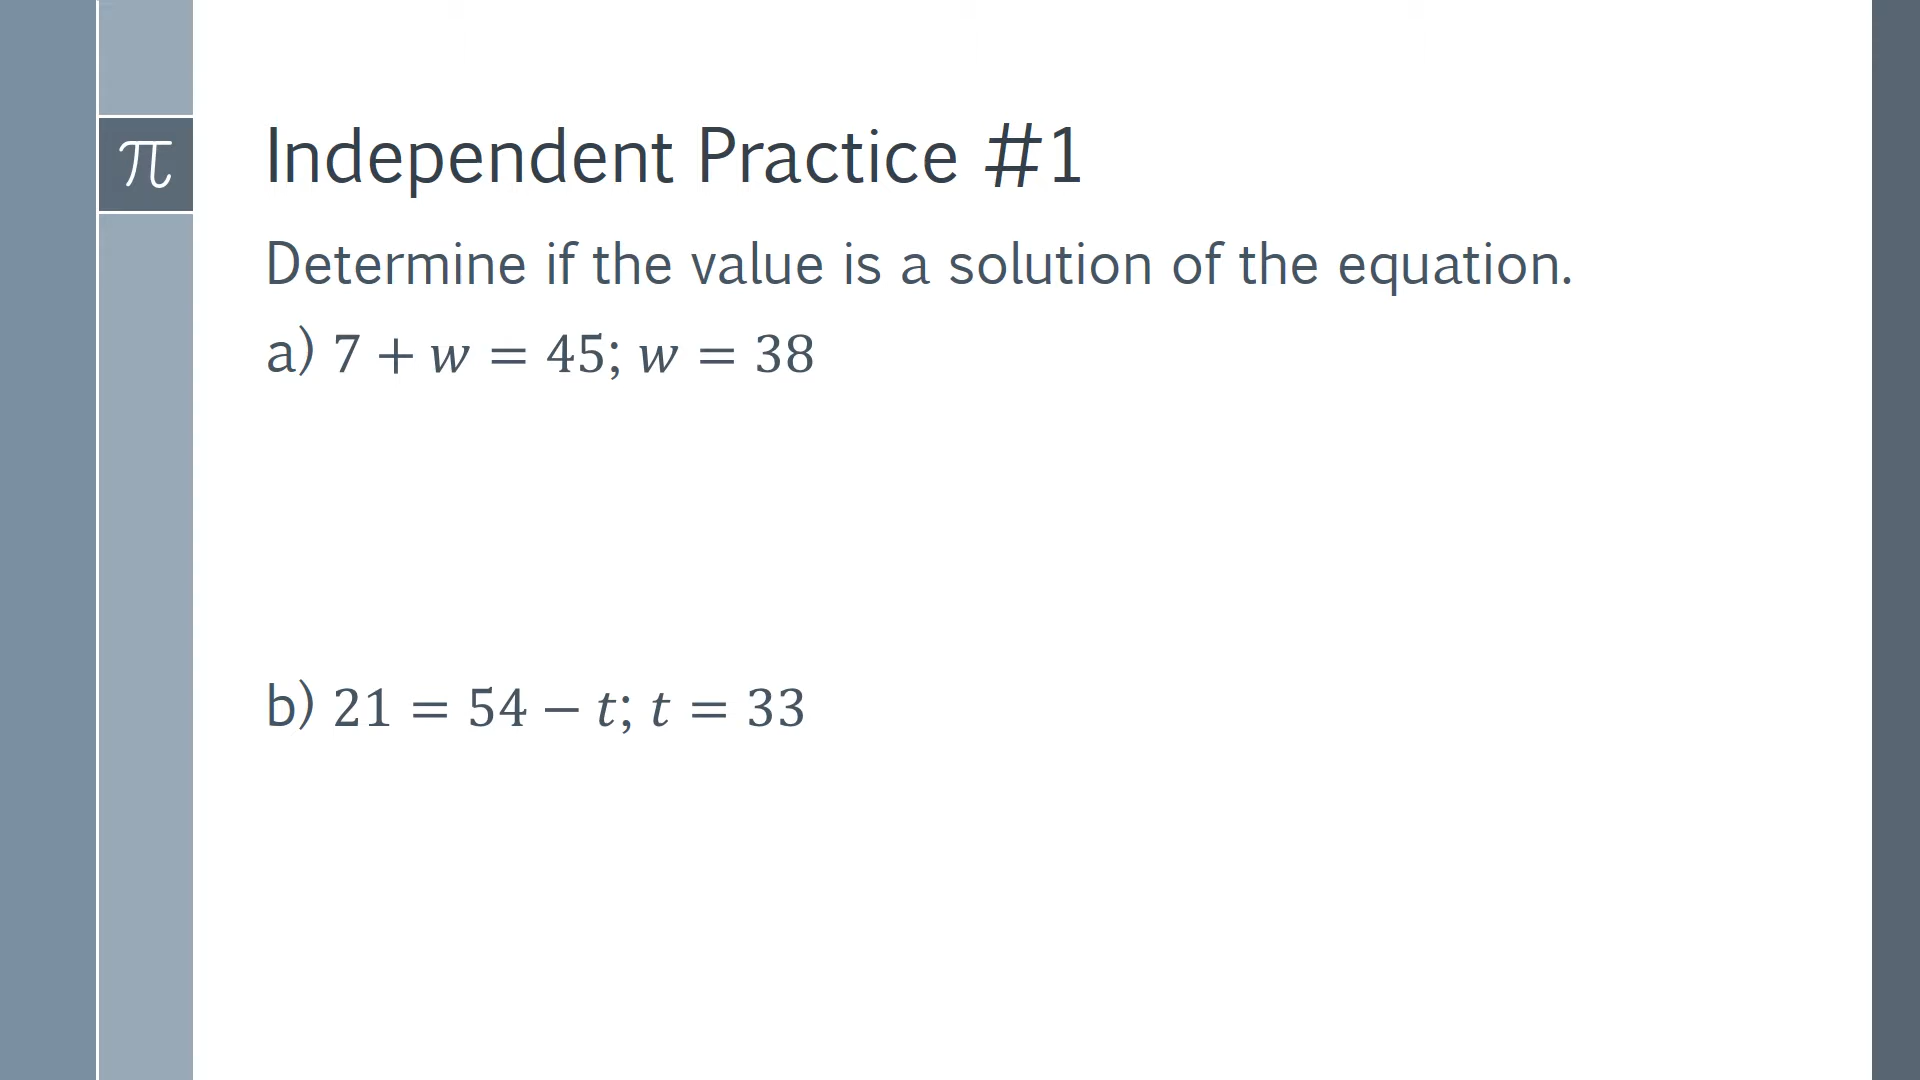 π
Independent Practice #1
Determine if the value is a solution of the equation.
a) 7 + w = 45; w = 38
b) 21 = 54 − t; t = 33